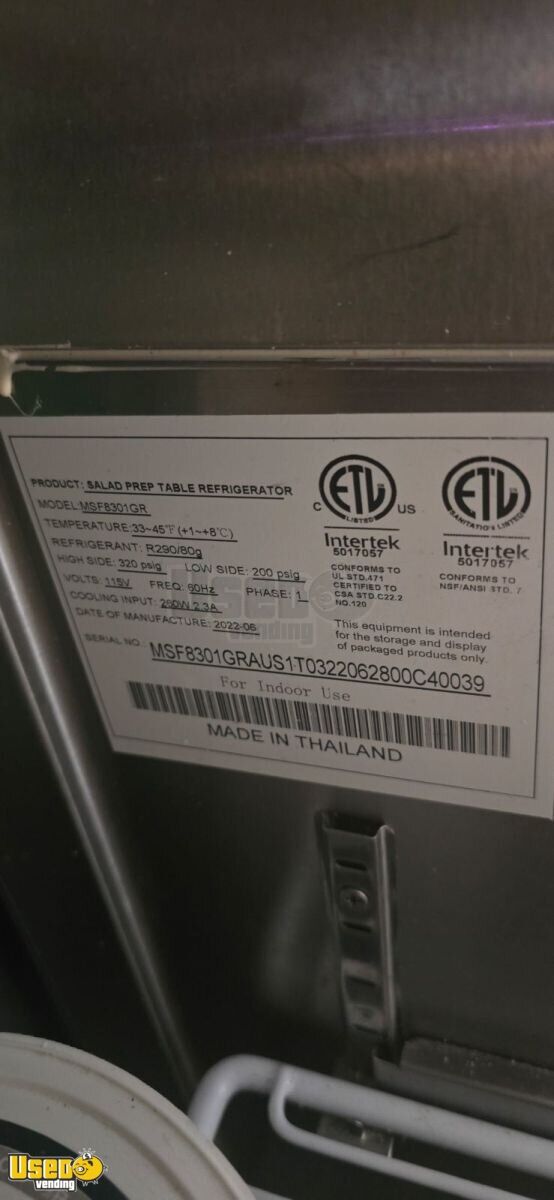 PRODUCT: SALAD PREP TABLE REFRIGERATOR
MODEL:MSF8301GR
TEMPERATURE:33~45°F(+1~+8°C)
REFRIGERANT: R290/80g
HIGH SIDE: 320 psig LOW SIDE: 200 psig
VOLTS: 115V FREQ: 60Hz PHASE: 1
COOLING INPUT: 260W 2.3A
DATE OF MANUFACTURE: 2022-06
C ETL US
LISTED
Intertek
5017057
CONFORMS TO
UL STD.471
CERTIFIED TO
CSA STD.C22.2
NO.120
ETL
SANITATION LISTED
Intertek
5017057
CONFORMS TO
NSF/ANSI STD. 7
This equipment is intended
for the storage and display
of packaged products only.
SERIAL NO. MSF8301GRAUS1T0322062800C40039
For Indoor Use
MADE IN THAILAND
USED
vending
USED
vending